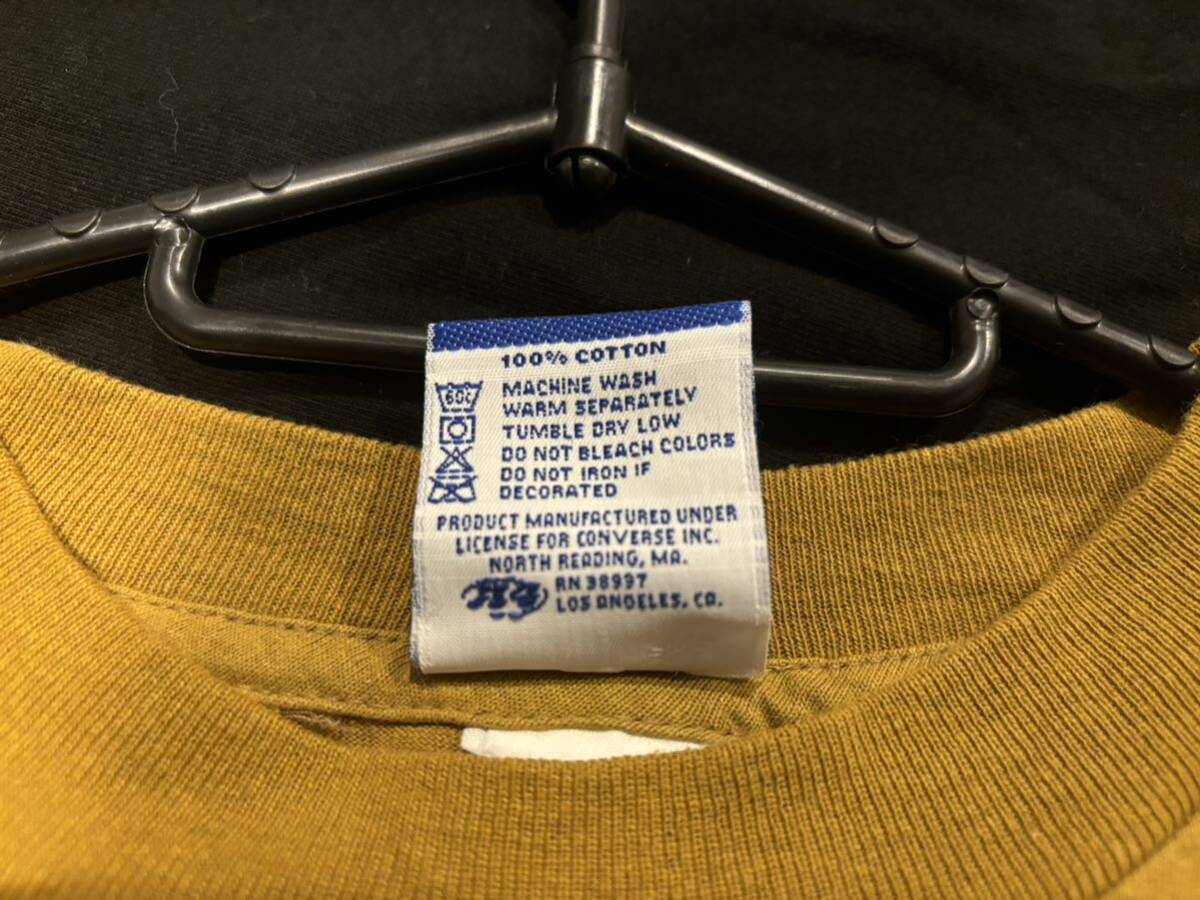 100% COTTON
60C
MACHINE WASH
WARM SEPARATELY
TUMBLE DRY LOW
DO NOT BLEACH COLORS
DO NOT IRON IF
DECORATED
PRODUCT MANUFACTURED UNDER
LICENSE FOR CONVERSE INC.
NORTH READING, MA.
RN 38997
LOS ANGELES, CA.